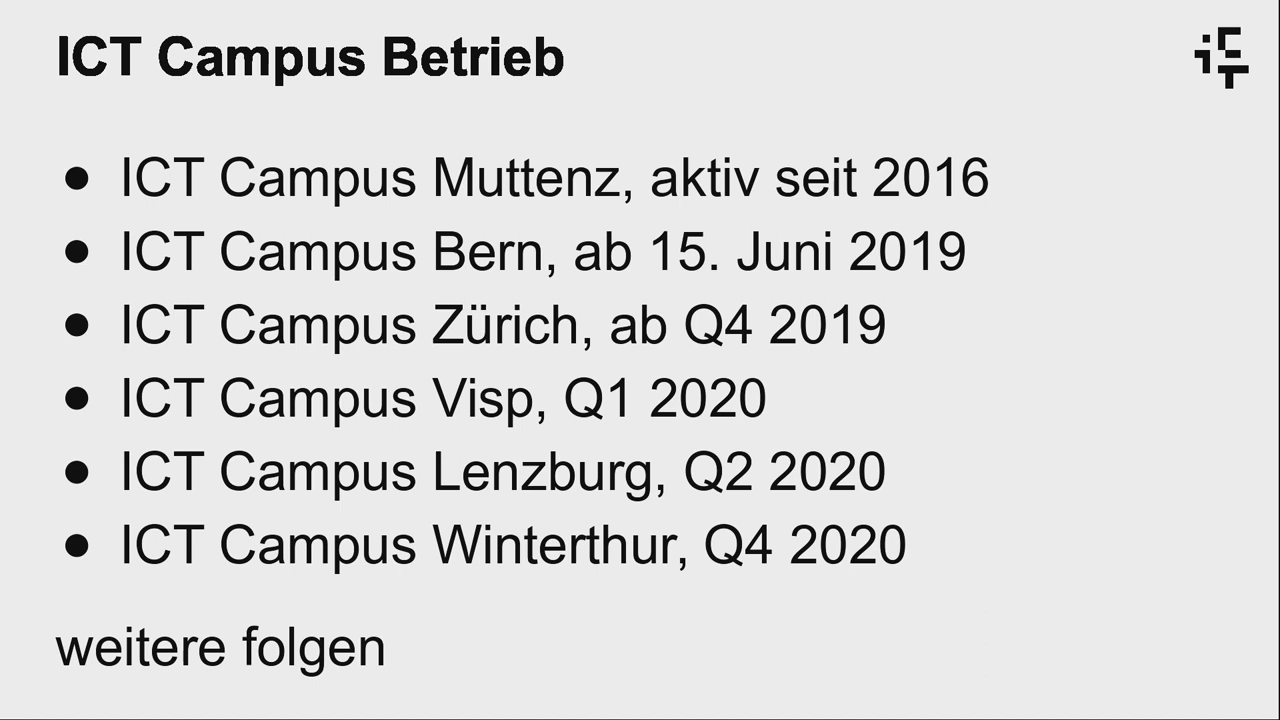 ICT Campus Betrieb
iCT
● ICT Campus Muttenz, aktiv seit 2016
● ICT Campus Bern, ab 15. Juni 2019
● ICT Campus Zürich, ab Q4 2019
● ICT Campus Visp, Q1 2020
● ICT Campus Lenzburg, Q2 2020
● ICT Campus Winterthur, Q4 2020
weitere folgen